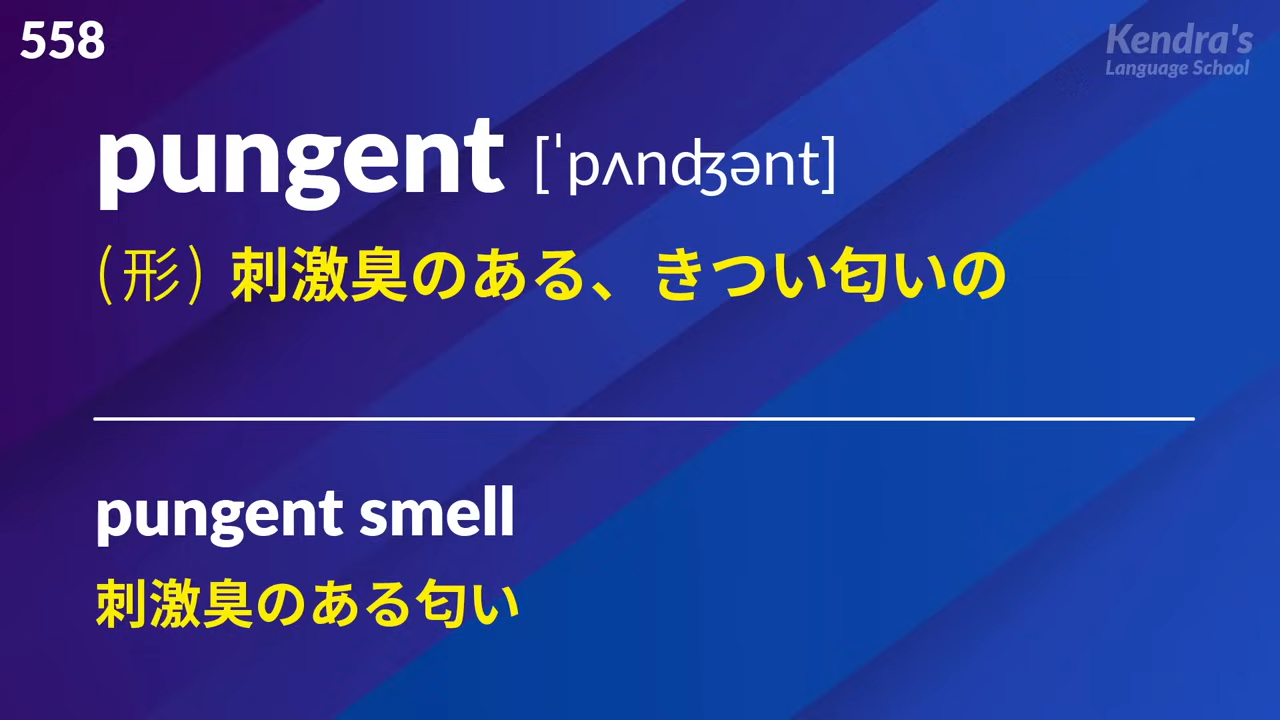 558
Kendra's
Language School
pungent [ˈpʌnʤənt]
(形) 刺激臭のある、きつい匂いの
pungent smell
刺激臭のある匂い